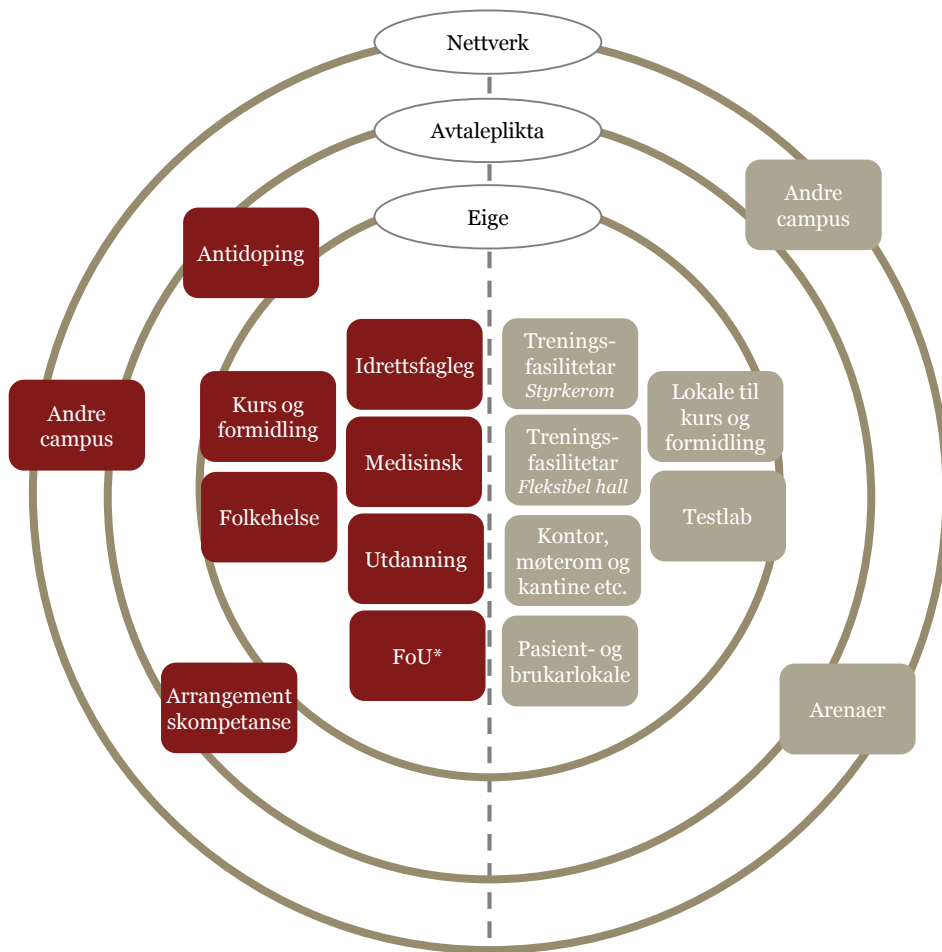 Nettverk
Avtaleplikta
Eige
Andre
campus
Antidoping
Idrettsfagleg
Trenings-
fasilitetar
Styrkerom
Kurs og
formidling
Lokale til
kurs og
formidling
Andre
campus
Medisinsk
Trenings-
fasilitetar
Fleksibel hall
Folkehelse
Testlab
Utdanning
Kontor,
møterom og
kantine etc.
FoU*
Pasient- og
brukarlokale
Arrangement
skompetanse
Arenaer